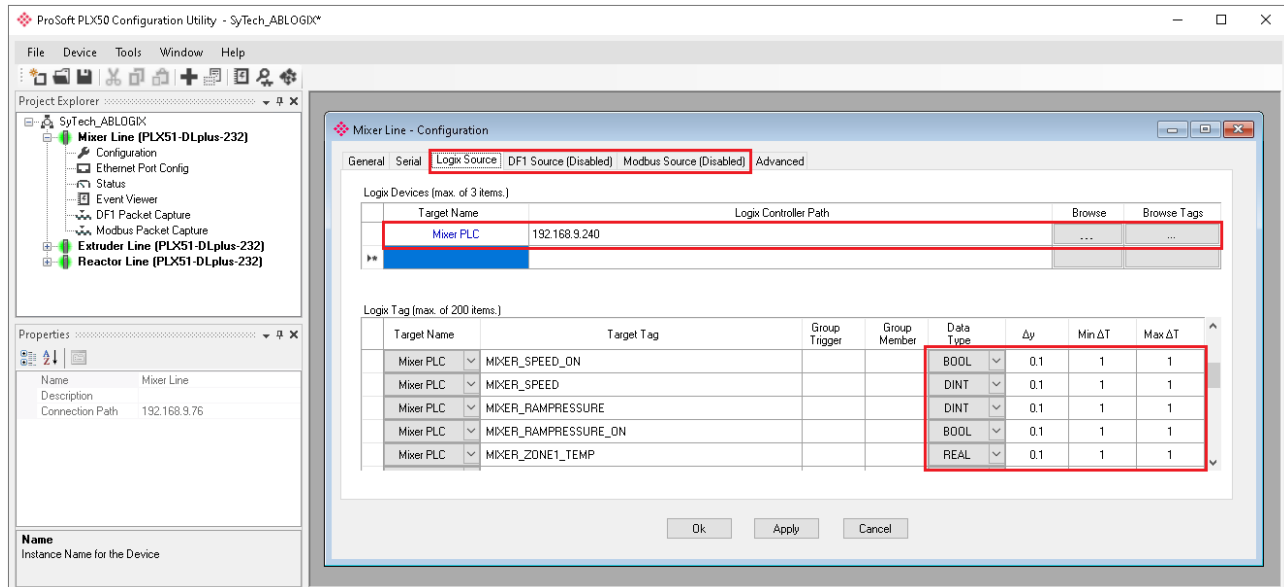 ProSoft PLX50 Configuration Utility - SyTech_ABLOGIX*
File Device Tools Window Help
Project Explorer
SyTech_ABLOGIX
Mixer Line (PLX51-DLplus-232)
Configuration
Ethernet Port Config
Status
Event Viewer
DF1 Packet Capture
Modbus Packet Capture
Extruder Line (PLX51-DLplus-232)
Reactor Line (PLX51-DLplus-232)
Properties
Name Mixer Line
Description
Connection Path 192.168.9.76
Name
Instance Name for the Device
Mixer Line - Configuration
General Serial Logix Source DF1 Source (Disabled) Modbus Source (Disabled) Advanced
Logix Devices (max. of 3 items.)
Target Name Logix Controller Path Browse Browse Tags
Mixer PLC 192.168.9.240 ... ...
Logix Tag (max. of 200 items.)
Target Name Target Tag Group Trigger Group Member Data Type Δy Min ΔT Max ΔT
Mixer PLC MIXER_SPEED_ON BOOL 0.1 1 1
Mixer PLC MIXER_SPEED DINT 0.1 1 1
Mixer PLC MIXER_RAMPRESSURE DINT 0.1 1 1
Mixer PLC MIXER_RAMPRESSURE_ON BOOL 0.1 1 1
Mixer PLC MIXER_ZONE1_TEMP REAL 0.1 1 1
Ok Apply Cancel